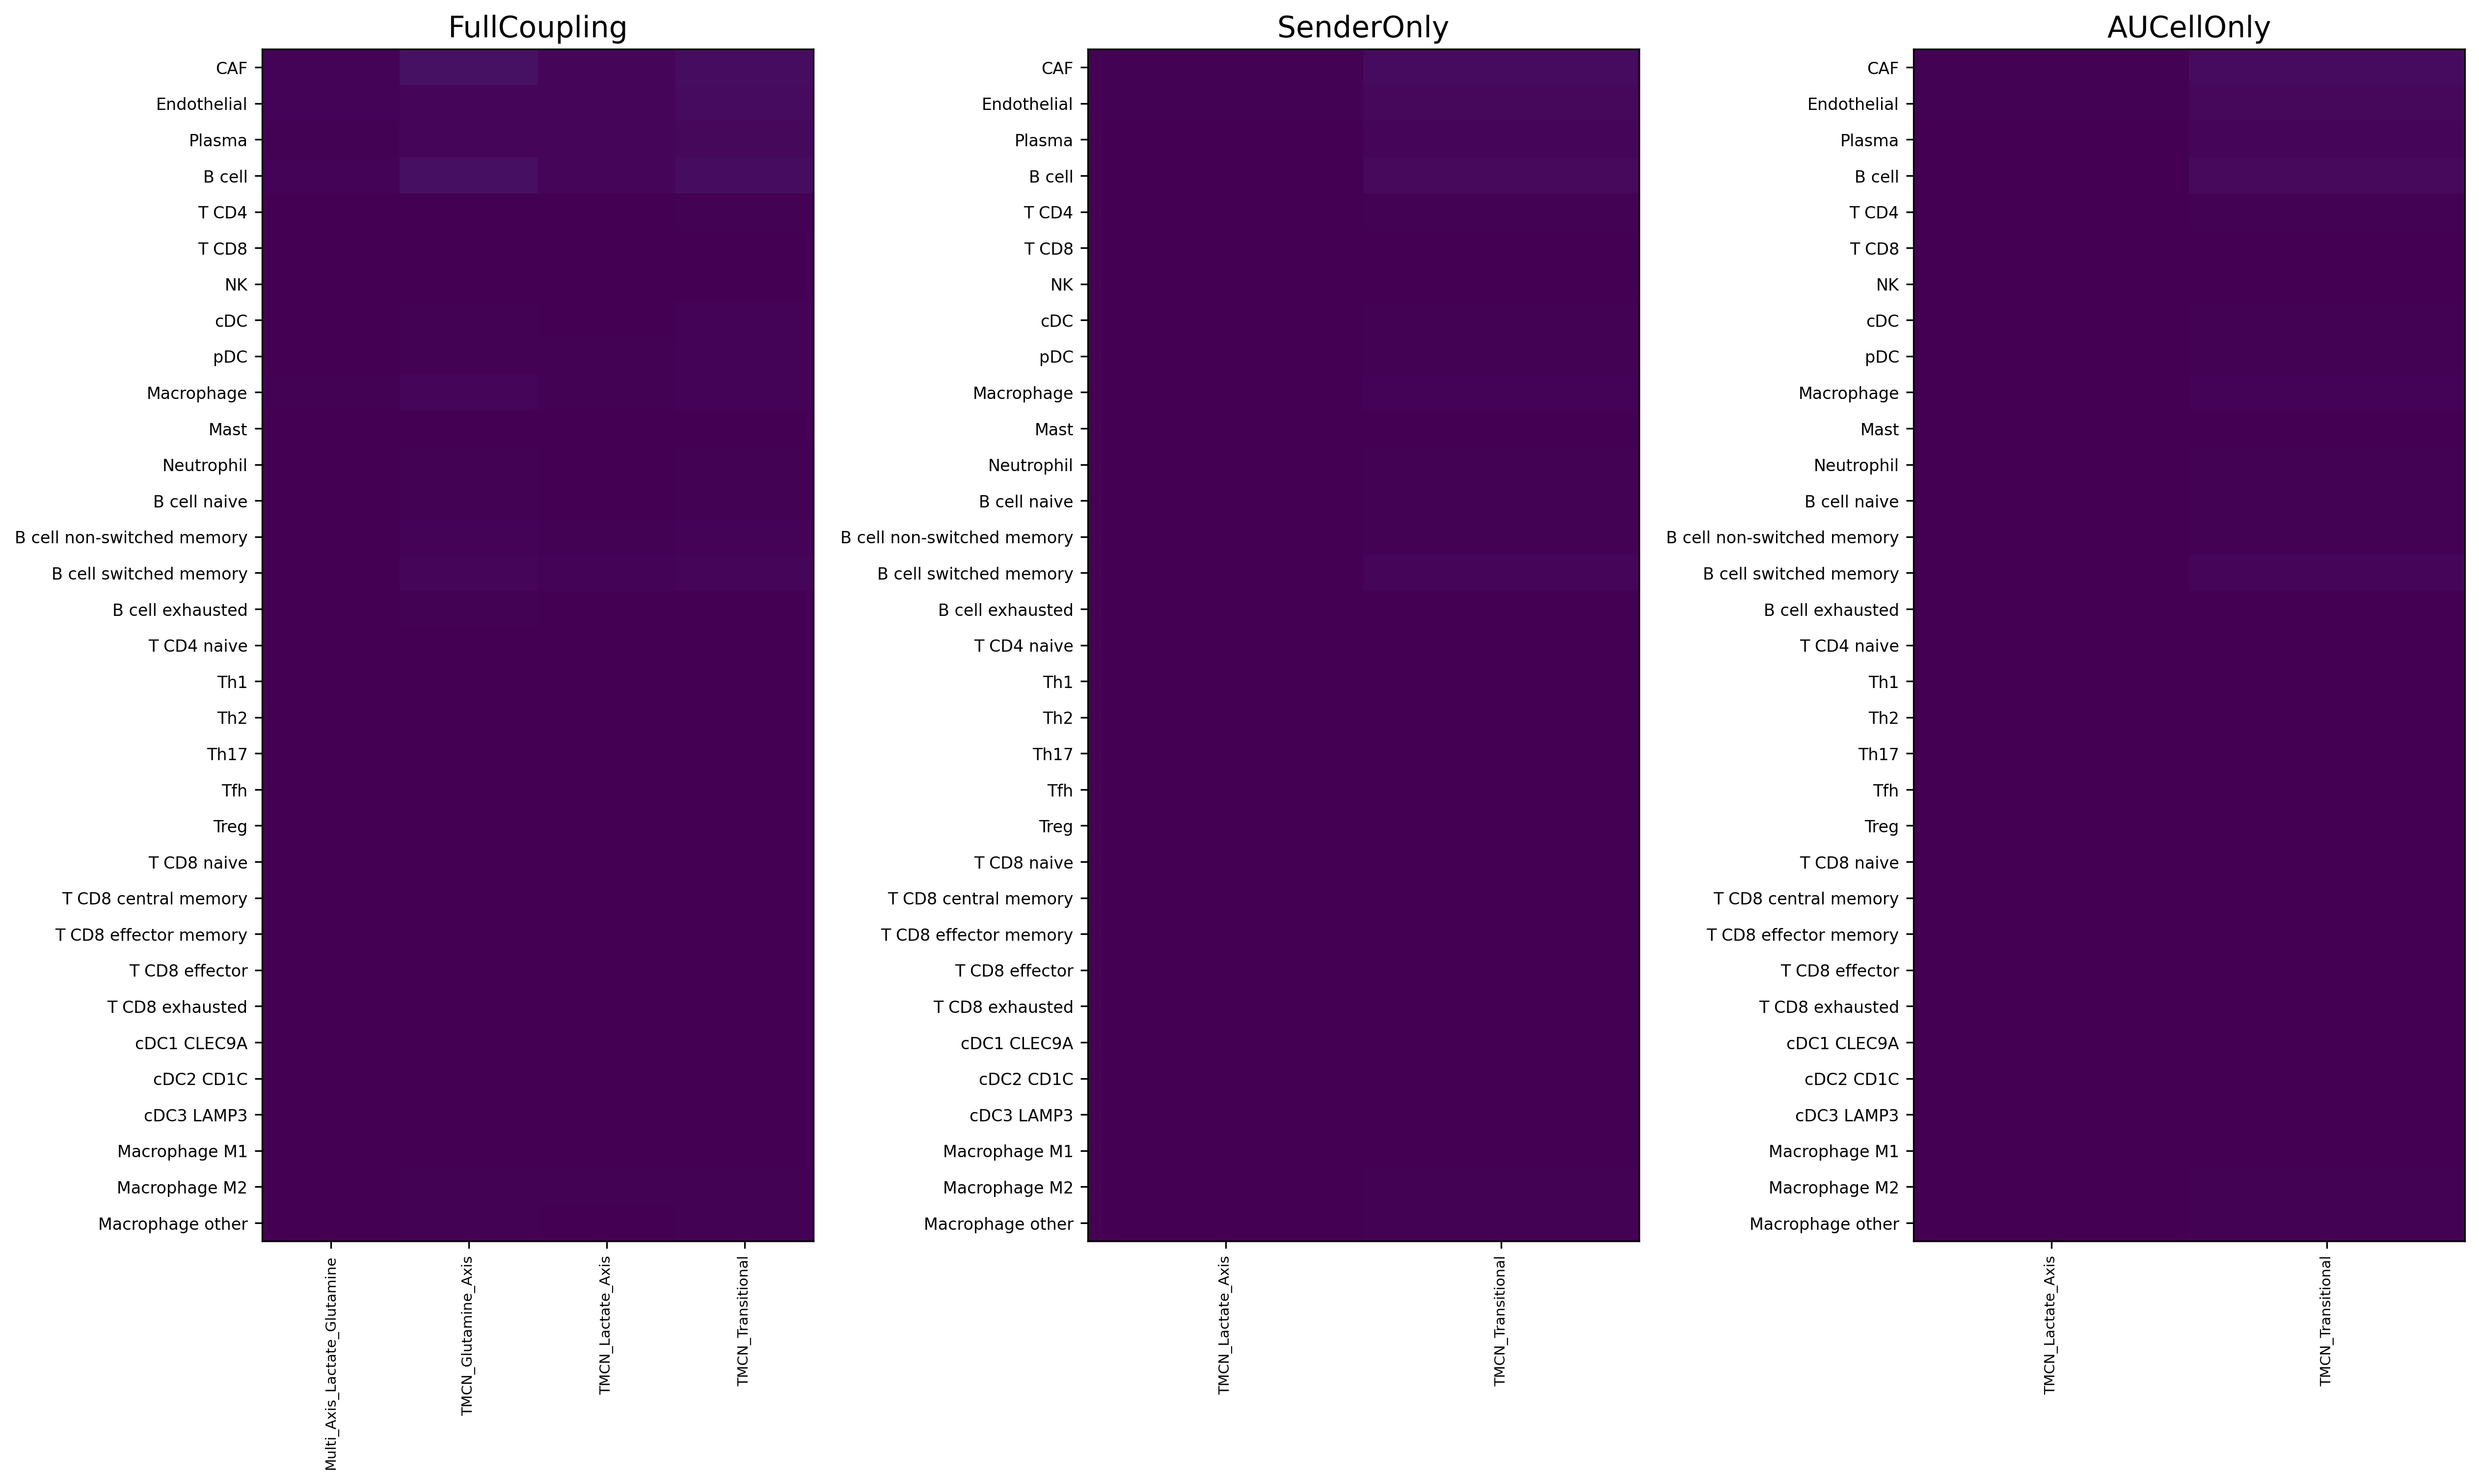 FullCoupling
CAF
Endothelial
Plasma
B cell
T CD4
T CD8
NK
cDC
pDC
Macrophage
Mast
Neutrophil
B cell naive
B cell non-switched memory
B cell switched memory
B cell exhausted
T CD4 naive
Th1
Th2
Th17
Tfh
Treg
T CD8 naive
T CD8 central memory
T CD8 effector memory
T CD8 effector
T CD8 exhausted
cDC1 CLEC9A
cDC2 CD1C
cDC3 LAMP3
Macrophage M1
Macrophage M2
Macrophage other
Multi_Axis_Lactate_Glutamine
TMCN_Glutamine_Axis
TMCN_Lactate_Axis
TMCN_Transitional
SenderOnly
CAF
Endothelial
Plasma
B cell
T CD4
T CD8
NK
cDC
pDC
Macrophage
Mast
Neutrophil
B cell naive
B cell non-switched memory
B cell switched memory
B cell exhausted
T CD4 naive
Th1
Th2
Th17
Tfh
Treg
T CD8 naive
T CD8 central memory
T CD8 effector memory
T CD8 effector
T CD8 exhausted
cDC1 CLEC9A
cDC2 CD1C
cDC3 LAMP3
Macrophage M1
Macrophage M2
Macrophage other
TMCN_Lactate_Axis
TMCN_Transitional
AUCellOnly
CAF
Endothelial
Plasma
B cell
T CD4
T CD8
NK
cDC
pDC
Macrophage
Mast
Neutrophil
B cell naive
B cell non-switched memory
B cell switched memory
B cell exhausted
T CD4 naive
Th1
Th2
Th17
Tfh
Treg
T CD8 naive
T CD8 central memory
T CD8 effector memory
T CD8 effector
T CD8 exhausted
cDC1 CLEC9A
cDC2 CD1C
cDC3 LAMP3
Macrophage M1
Macrophage M2
Macrophage other
TMCN_Lactate_Axis
TMCN_Transitional